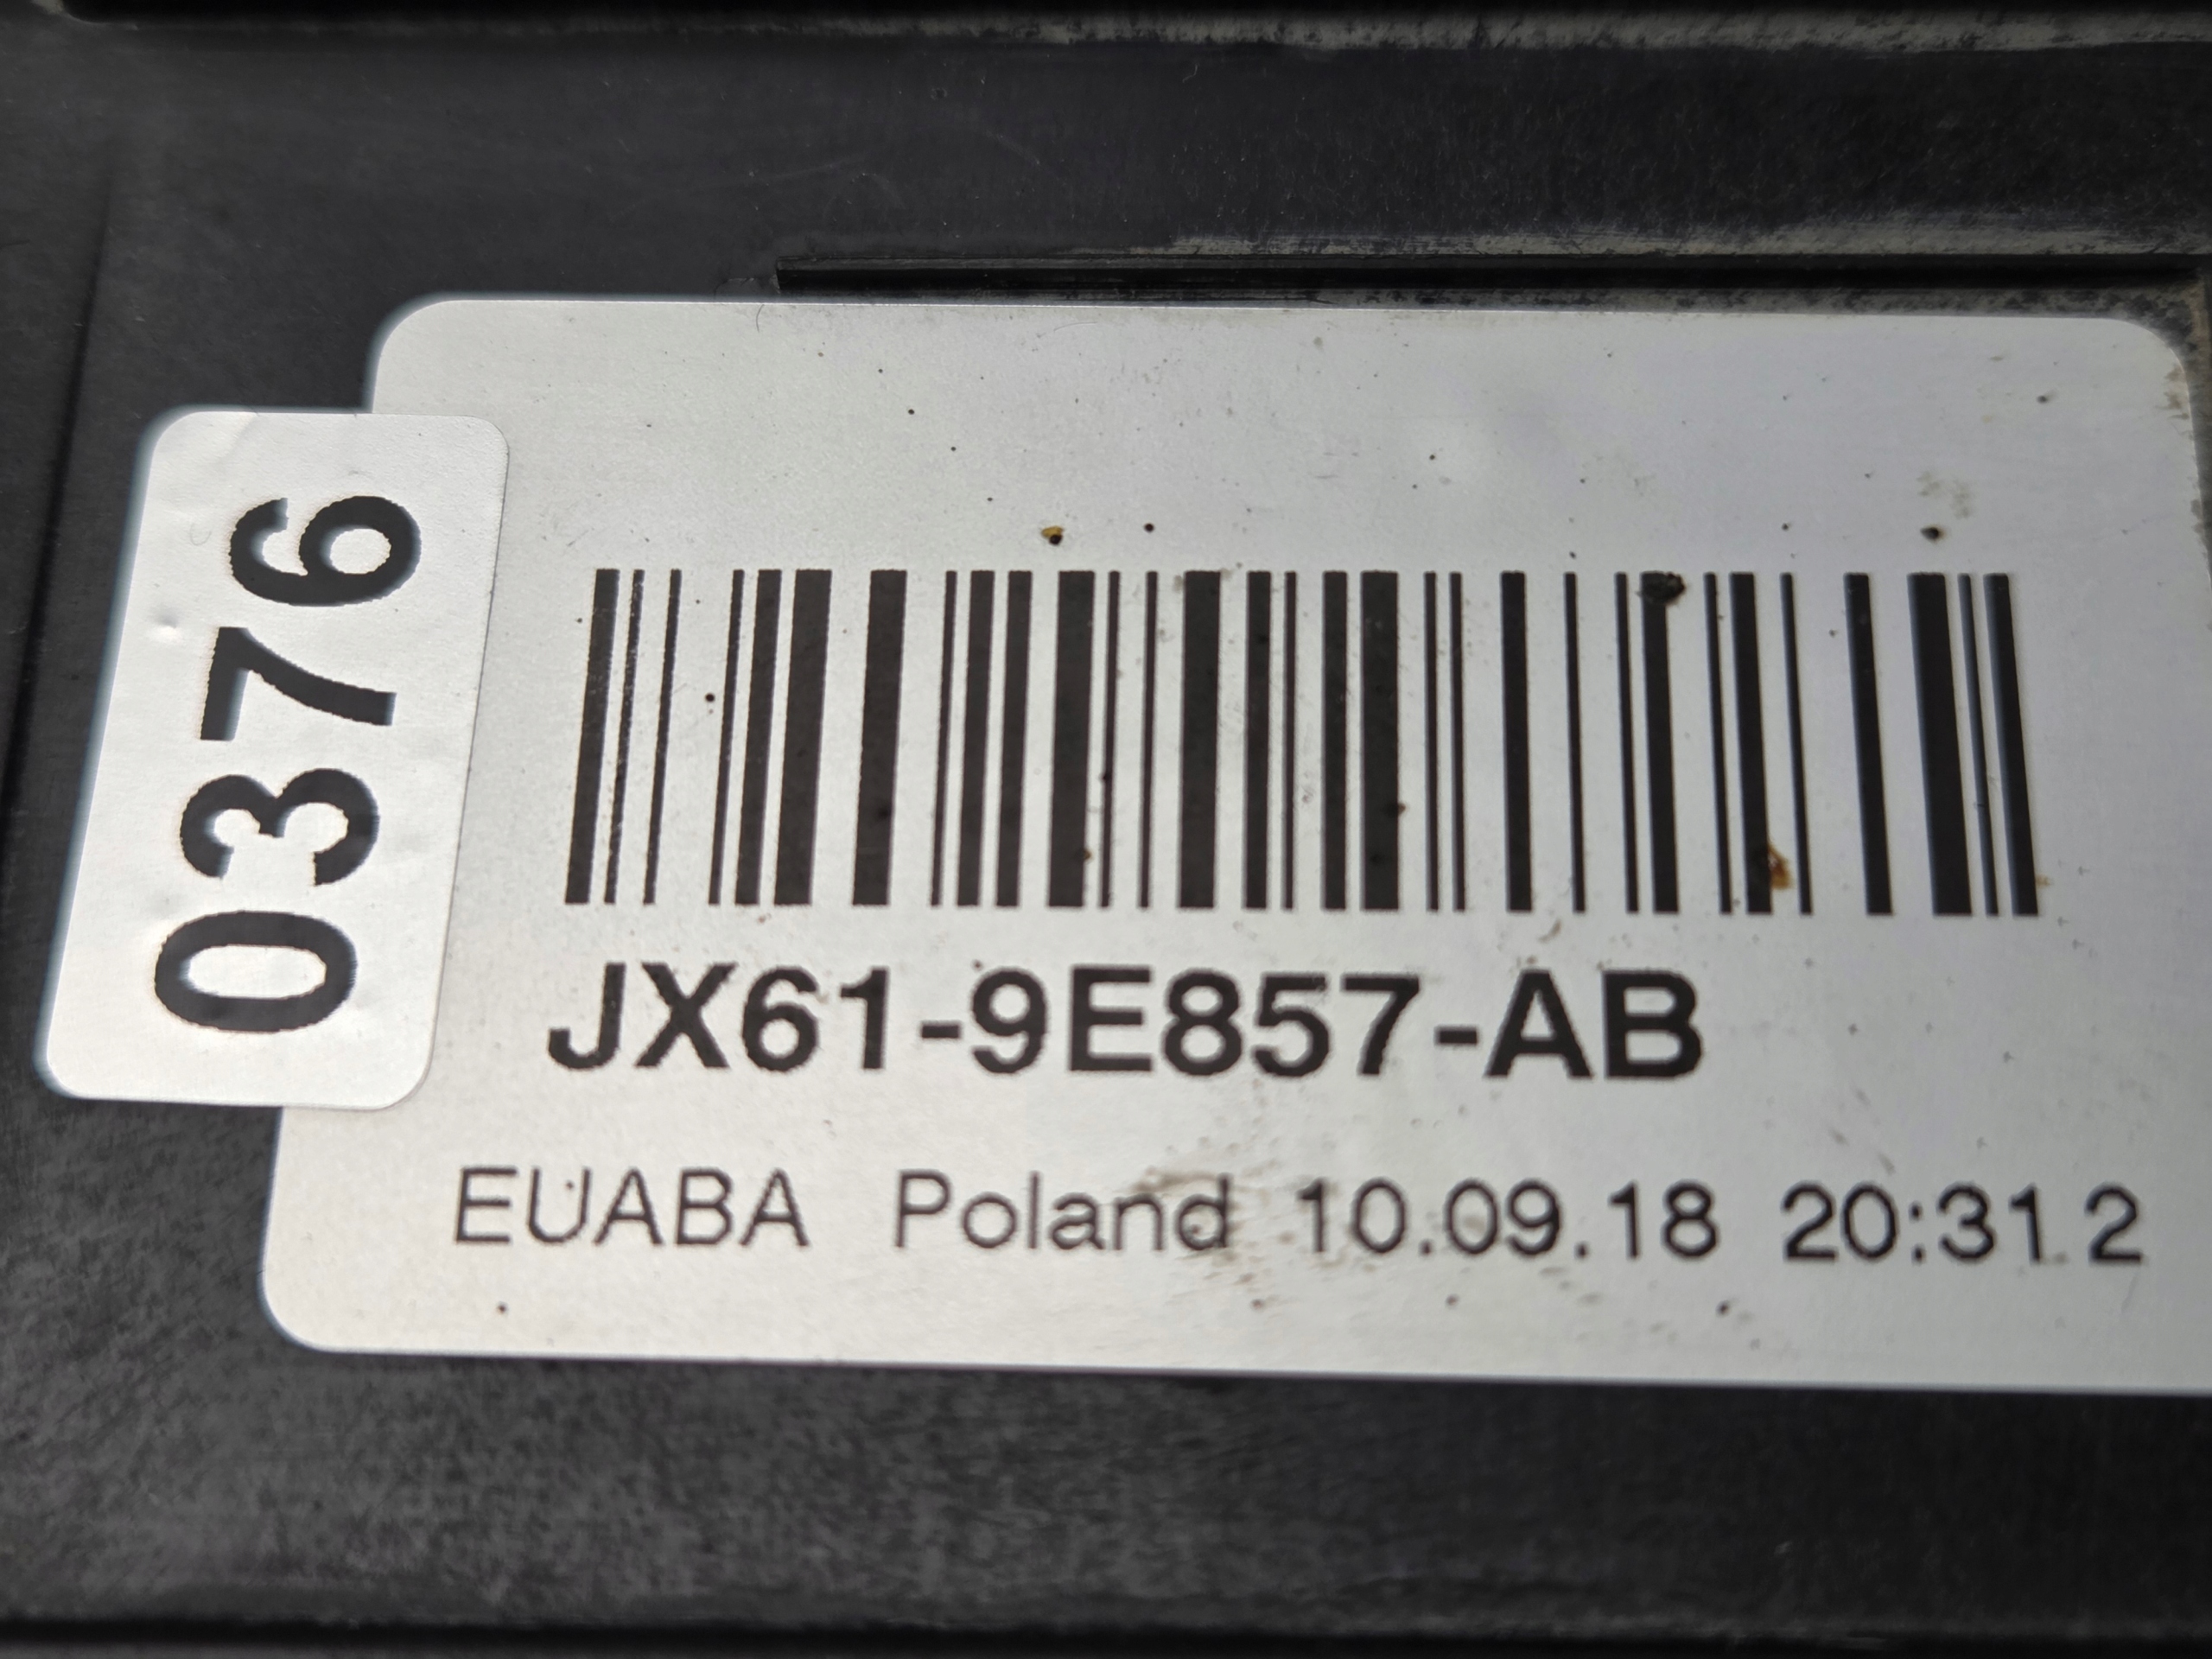 0376
JX61-9E857-AB
EUABA Poland 10.09.18 20:31 2